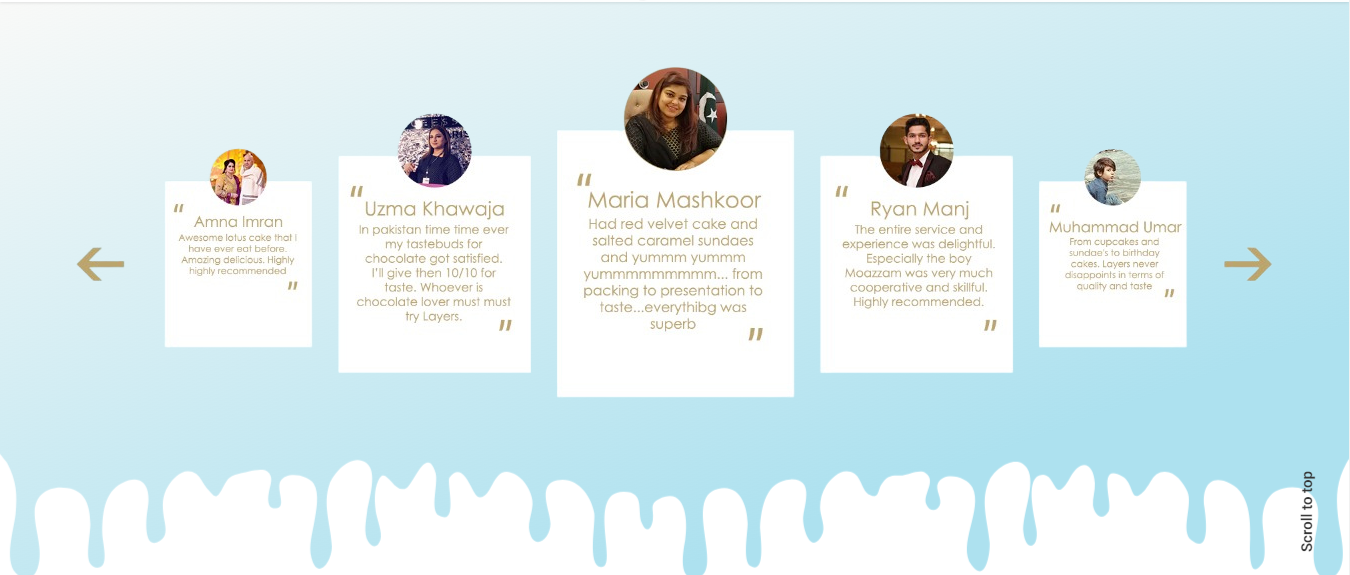 Amna Imran
Awesome lotus cake that I
have ever eat before.
Amazing delicious. Highly
highly recommended
"
"
Uzma Khawaja
In pakistan time time ever
my tastebuds for
chocolate got satisfied.
I'll give then 10/10 for
taste. Whoever is
chocolate lover must must
try Layers.
"
"
Maria Mashkoor
Had red velvet cake and
salted caramel sundaes
and yummm yummm
yummmmmmmmm... from
packing to presentation to
taste...everythibg was
superb
"
"
Ryan Manj
The entire service and
experience was delightful.
Especially the boy
Moazzam was very much
cooperative and skillful.
Highly recommended.
"
"
Muhammad Umar
From cupcakes and
sundae's to birthday
cakes. Layers never
disappoints in terms of
quality and taste
"
Scroll to top